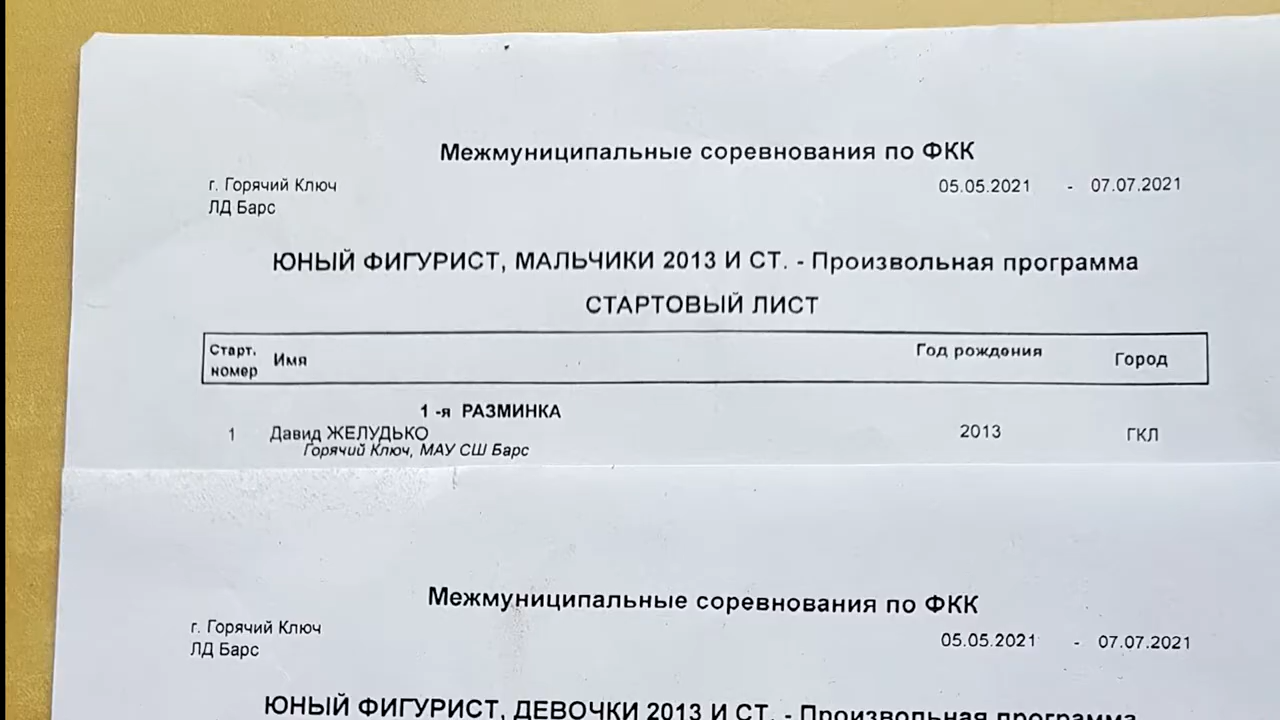 Межмуниципальные соревнования по ФКК
г. Горячий Ключ 05.05.2021 - 07.07.2021
ЛД Барс
ЮНЫЙ ФИГУРИСТ, МАЛЬЧИКИ 2013 И СТ. - Произвольная программа
СТАРТОВЫЙ ЛИСТ
Старт. номер Имя Год рождения Город
1 -я РАЗМИНКА
1 Давид ЖЕЛУДЬКО 2013 ГКЛ
Горячий Ключ, МАУ СШ Барс
Межмуниципальные соревнования по ФКК
г. Горячий Ключ 05.05.2021 - 07.07.2021
ЛД Барс
ЮНЫЙ ФИГУРИСТ, ДЕВОЧКИ 2013 И СТ. - Произвольная программа